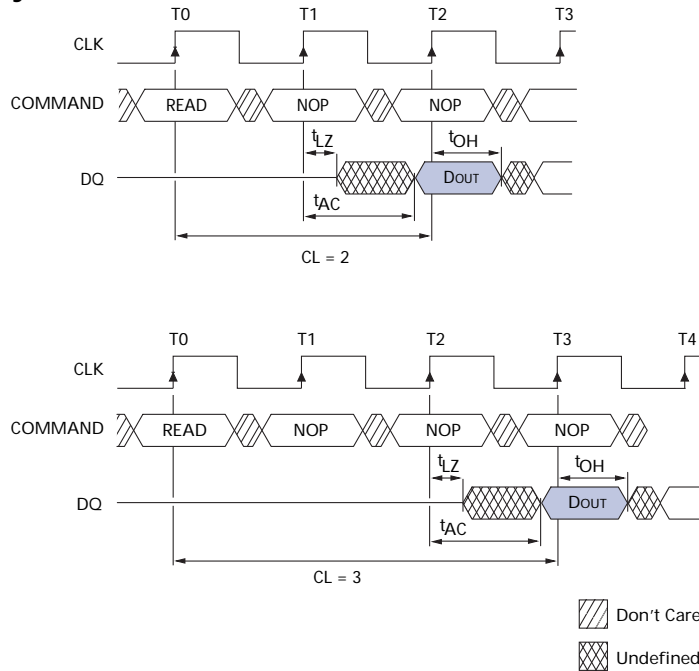 T0 T1 T2 T3
CLK
COMMAND READ NOP NOP
tLZ tOH
DQ DOUT
tAC
CL = 2
T0 T1 T2 T3 T4
CLK
COMMAND READ NOP NOP NOP
tLZ tOH
DQ DOUT
tAC
CL = 3
Don't Care
Undefined